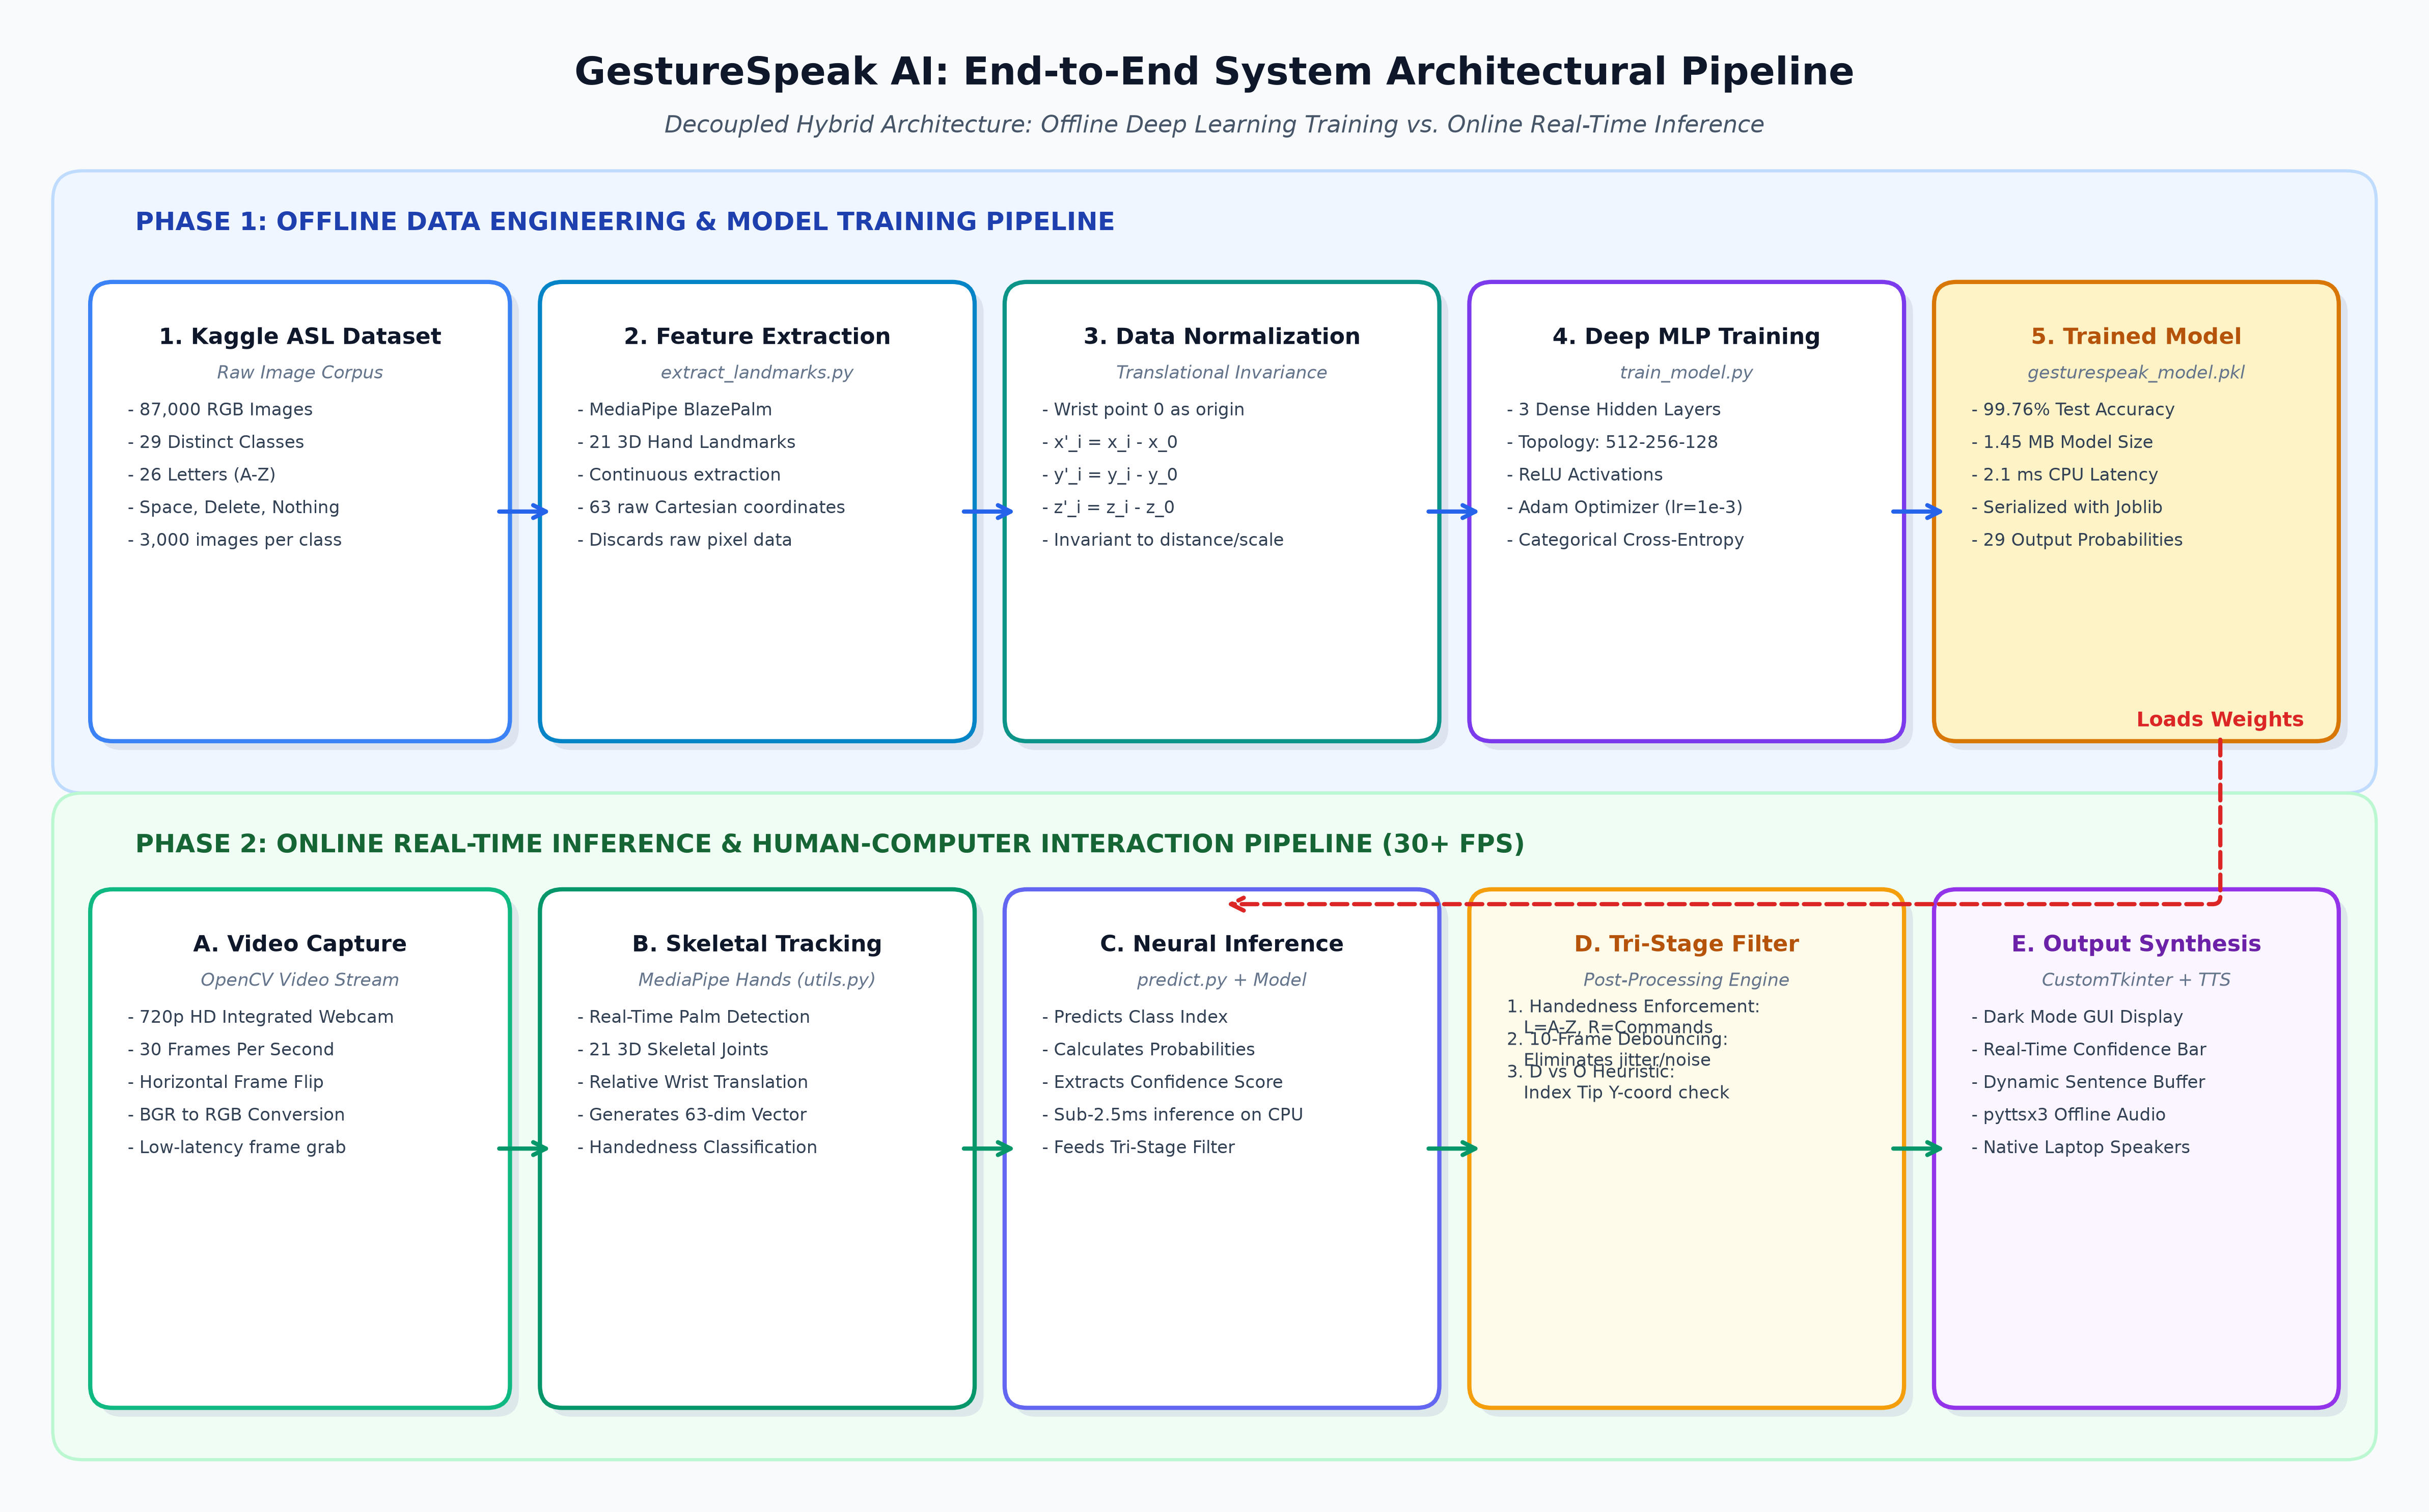 GestureSpeak AI: End-to-End System Architectural Pipeline
Decoupled Hybrid Architecture: Offline Deep Learning Training vs. Online Real-Time Inference
PHASE 1: OFFLINE DATA ENGINEERING & MODEL TRAINING PIPELINE
1. Kaggle ASL Dataset
Raw Image Corpus
- 87,000 RGB Images
- 29 Distinct Classes
- 26 Letters (A-Z)
- Space, Delete, Nothing
- 3,000 images per class
2. Feature Extraction
extract_landmarks.py
- MediaPipe BlazePalm
- 21 3D Hand Landmarks
- Continuous extraction
- 63 raw Cartesian coordinates
- Discards raw pixel data
3. Data Normalization
Translational Invariance
- Wrist point 0 as origin
- x'_i = x_i - x_0
- y'_i = y_i - y_0
- z'_i = z_i - z_0
- Invariant to distance/scale
4. Deep MLP Training
train_model.py
- 3 Dense Hidden Layers
- Topology: 512-256-128
- ReLU Activations
- Adam Optimizer (lr=1e-3)
- Categorical Cross-Entropy
5. Trained Model
gesturespeak_model.pkl
- 99.76% Test Accuracy
- 1.45 MB Model Size
- 2.1 ms CPU Latency
- Serialized with Joblib
- 29 Output Probabilities
Loads Weights
PHASE 2: ONLINE REAL-TIME INFERENCE & HUMAN-COMPUTER INTERACTION PIPELINE (30+ FPS)
A. Video Capture
OpenCV Video Stream
- 720p HD Integrated Webcam
- 30 Frames Per Second
- Horizontal Frame Flip
- BGR to RGB Conversion
- Low-latency frame grab
B. Skeletal Tracking
MediaPipe Hands (utils.py)
- Real-Time Palm Detection
- 21 3D Skeletal Joints
- Relative Wrist Translation
- Generates 63-dim Vector
- Handedness Classification
C. Neural Inference
predict.py + Model
- Predicts Class Index
- Calculates Probabilities
- Extracts Confidence Score
- Sub-2.5ms inference on CPU
- Feeds Tri-Stage Filter
D. Tri-Stage Filter
Post-Processing Engine
1. Handedness Enforcement:
L=A-Z, R=Commands
2. 10-Frame Debouncing:
Eliminates jitter/noise
3. D vs O Heuristic:
Index Tip Y-coord check
E. Output Synthesis
CustomTkinter + TTS
- Dark Mode GUI Display
- Real-Time Confidence Bar
- Dynamic Sentence Buffer
- pyttsx3 Offline Audio
- Native Laptop Speakers